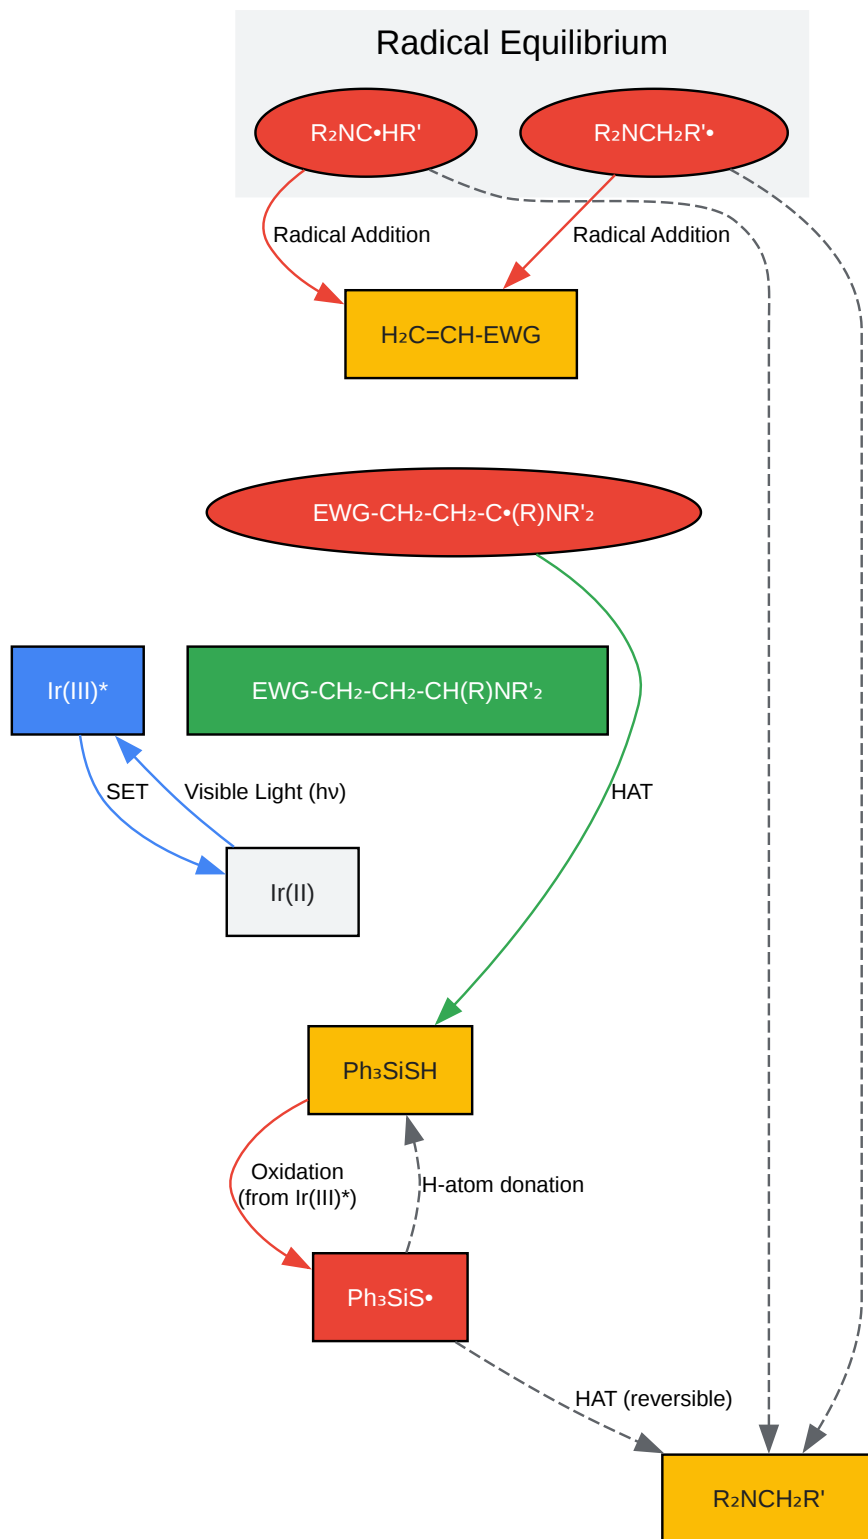 Radical Equilibrium
R₂NC•HR'
R₂NCH₂R'•
Radical Addition
Radical Addition
H₂C=CH-EWG
EWG-CH₂-CH₂-C•(R)NR'₂
Ir(III)*
EWG-CH₂-CH₂-CH(R)NR'₂
SET
Visible Light (hν)
HAT
Ir(II)
Ph₃SiSH
Oxidation
(from Ir(III)*)
H-atom donation
Ph₃SiS•
HAT (reversible)
R₂NCH₂R'